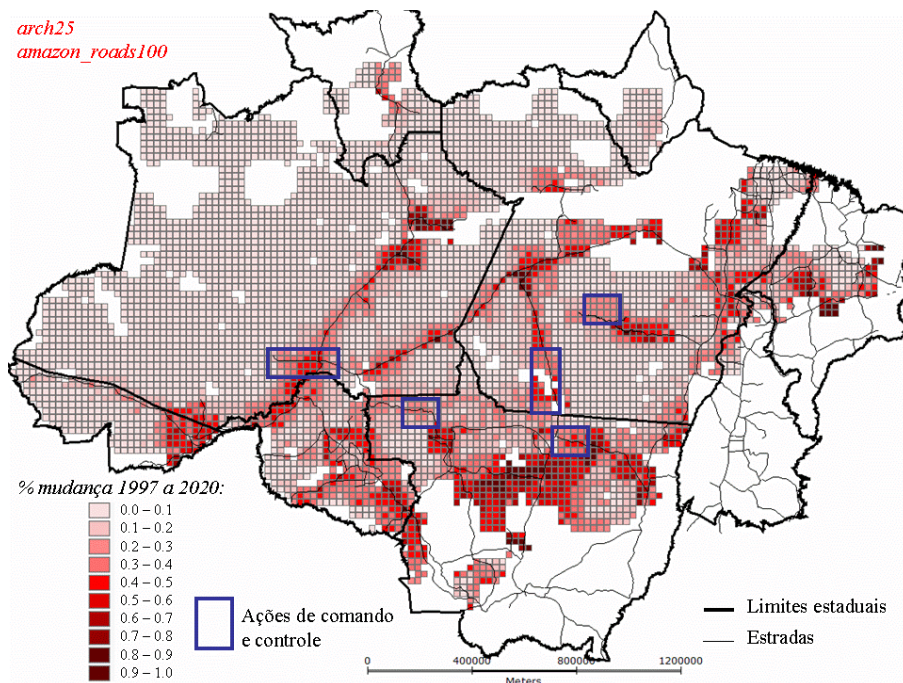 arch25
amazon_roads100
% mudança 1997 a 2020:
0.0 – 0.1
0.1 – 0.2
0.2 – 0.3
0.3 – 0.4
0.4 – 0.5
0.5 – 0.6
0.6 – 0.7
0.7 – 0.8
0.8 – 0.9
0.9 – 1.0
Ações de comando
e controle
Limites estaduais
Estradas
0 400000 800000 1200000
Meters